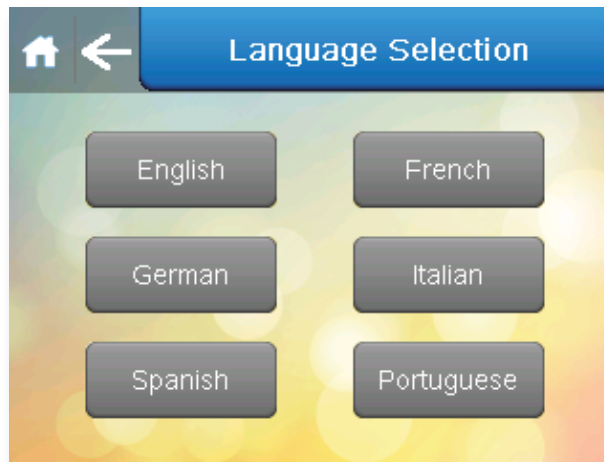 Language Selection
English
French
German
Italian
Spanish
Portuguese